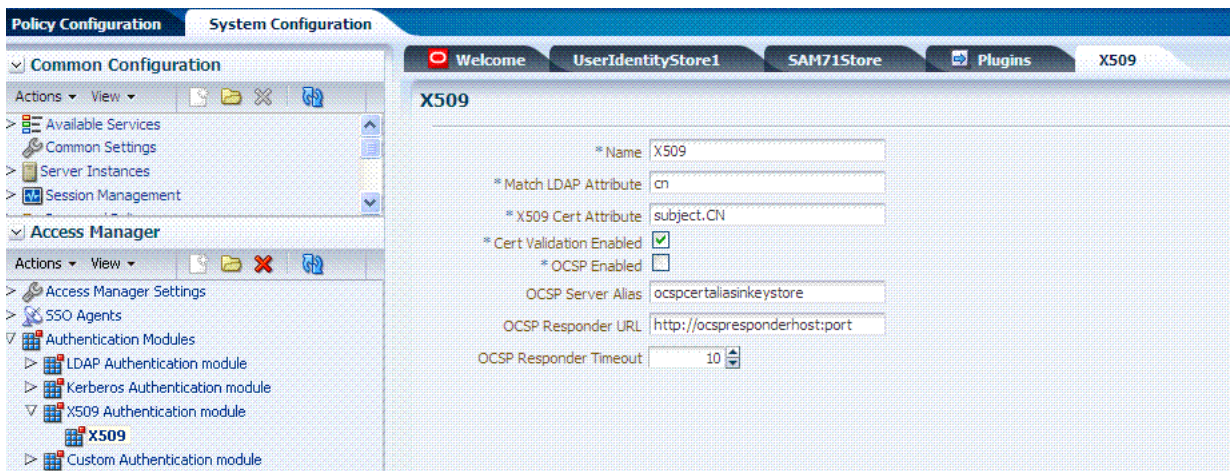 Policy Configuration System Configuration
Common Configuration
Actions View
Available Services
Common Settings
Server Instances
Session Management
Access Manager
Actions View
Access Manager Settings
SSO Agents
Authentication Modules
LDAP Authentication module
Kerberos Authentication module
X509 Authentication module
X509
Custom Authentication module
Welcome UserIdentityStore1 SAM71Store Plugins X509
X509
* Name X509
* Match LDAP Attribute cn
* X509 Cert Attribute subject.CN
* Cert Validation Enabled
* OCSP Enabled
OCSP Server Alias ocspcertaliasinkeystore
OCSP Responder URL http://ocspresponderhost:port
OCSP Responder Timeout 10